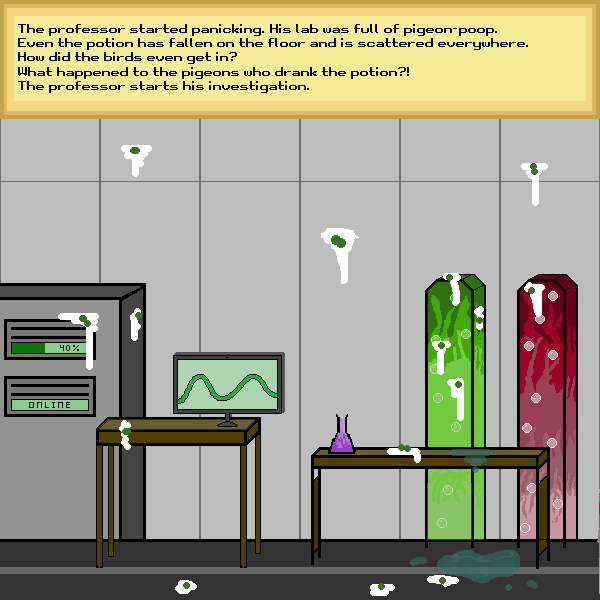 The professor started panicking. His lab was full of pigeon-poop.
Even the potion has fallen on the floor and is scattered everywhere.
How did the birds even get in?
What happened to the pigeons who drank the potion?!
The professor starts his investigation.
40%
ONLINE